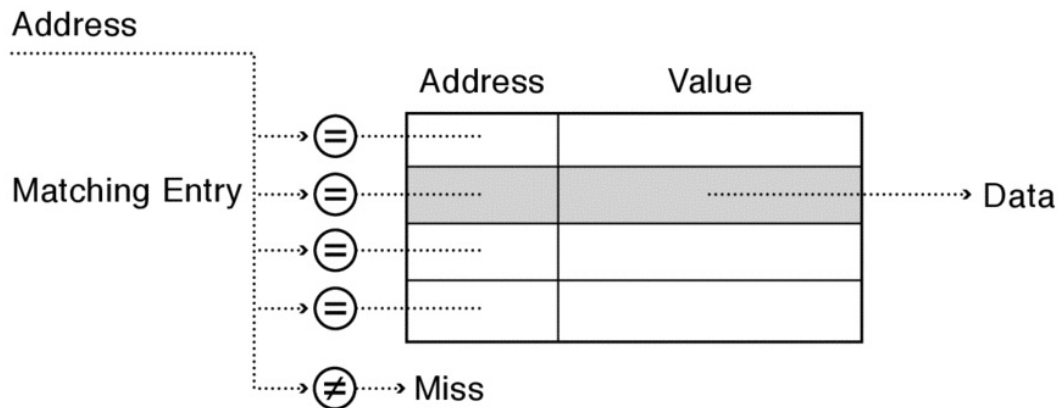 Address
Address Value
=
Matching Entry = Data
=
=
≠ Miss